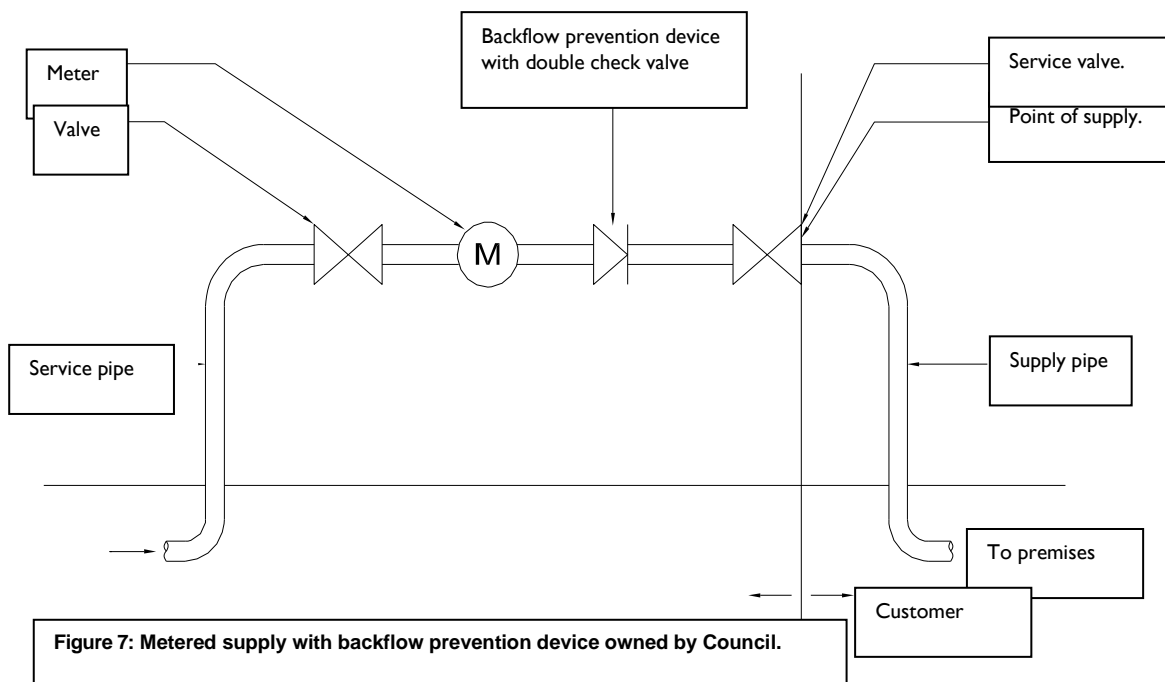 Backflow prevention device
with double check valve
Meter
Service valve.
Valve
Point of supply.
M
Service pipe
Supply pipe
To premises
Customer
Figure 7: Metered supply with backflow prevention device owned by Council.